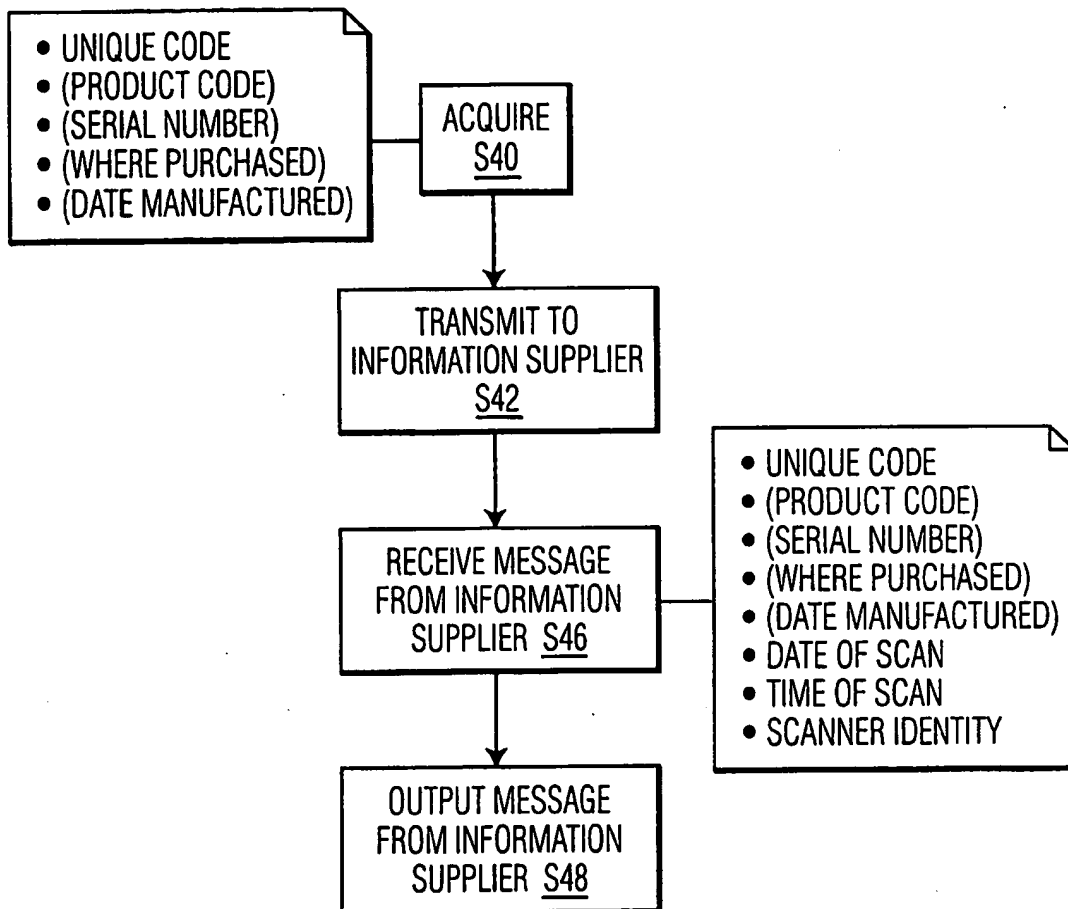 • UNIQUE CODE
• (PRODUCT CODE)
• (SERIAL NUMBER)
• (WHERE PURCHASED)
• (DATE MANUFACTURED)
ACQUIRE
S40
TRANSMIT TO
INFORMATION SUPPLIER
S42
RECEIVE MESSAGE
FROM INFORMATION
SUPPLIER S46
• UNIQUE CODE
• (PRODUCT CODE)
• (SERIAL NUMBER)
• (WHERE PURCHASED)
• (DATE MANUFACTURED)
• DATE OF SCAN
• TIME OF SCAN
• SCANNER IDENTITY
OUTPUT MESSAGE
FROM INFORMATION
SUPPLIER S48